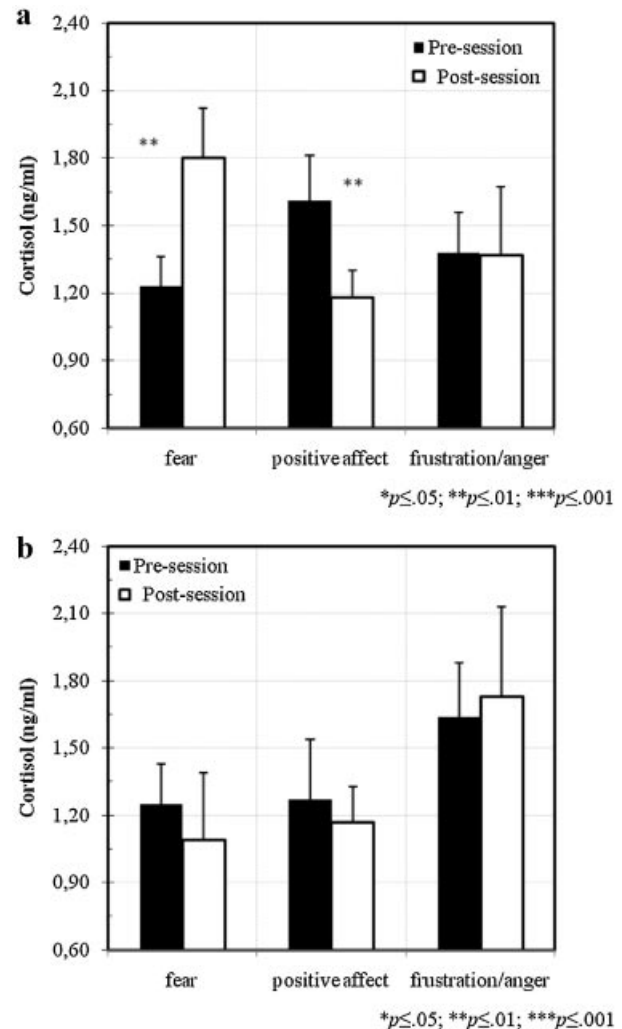 a
2,40
Pre-session
Post-session
2,10
**
1,80
**
1,50
1,20
0,90
0,60
Cortisol (ng/ml)
fear positive affect frustration/anger
*p≤.05; **p≤.01; ***p≤.001
b
2,40
Pre-session
Post-session
2,10
1,80
1,50
1,20
0,90
0,60
Cortisol (ng/ml)
fear positive affect frustration/anger
*p≤.05; **p≤.01; ***p≤.001